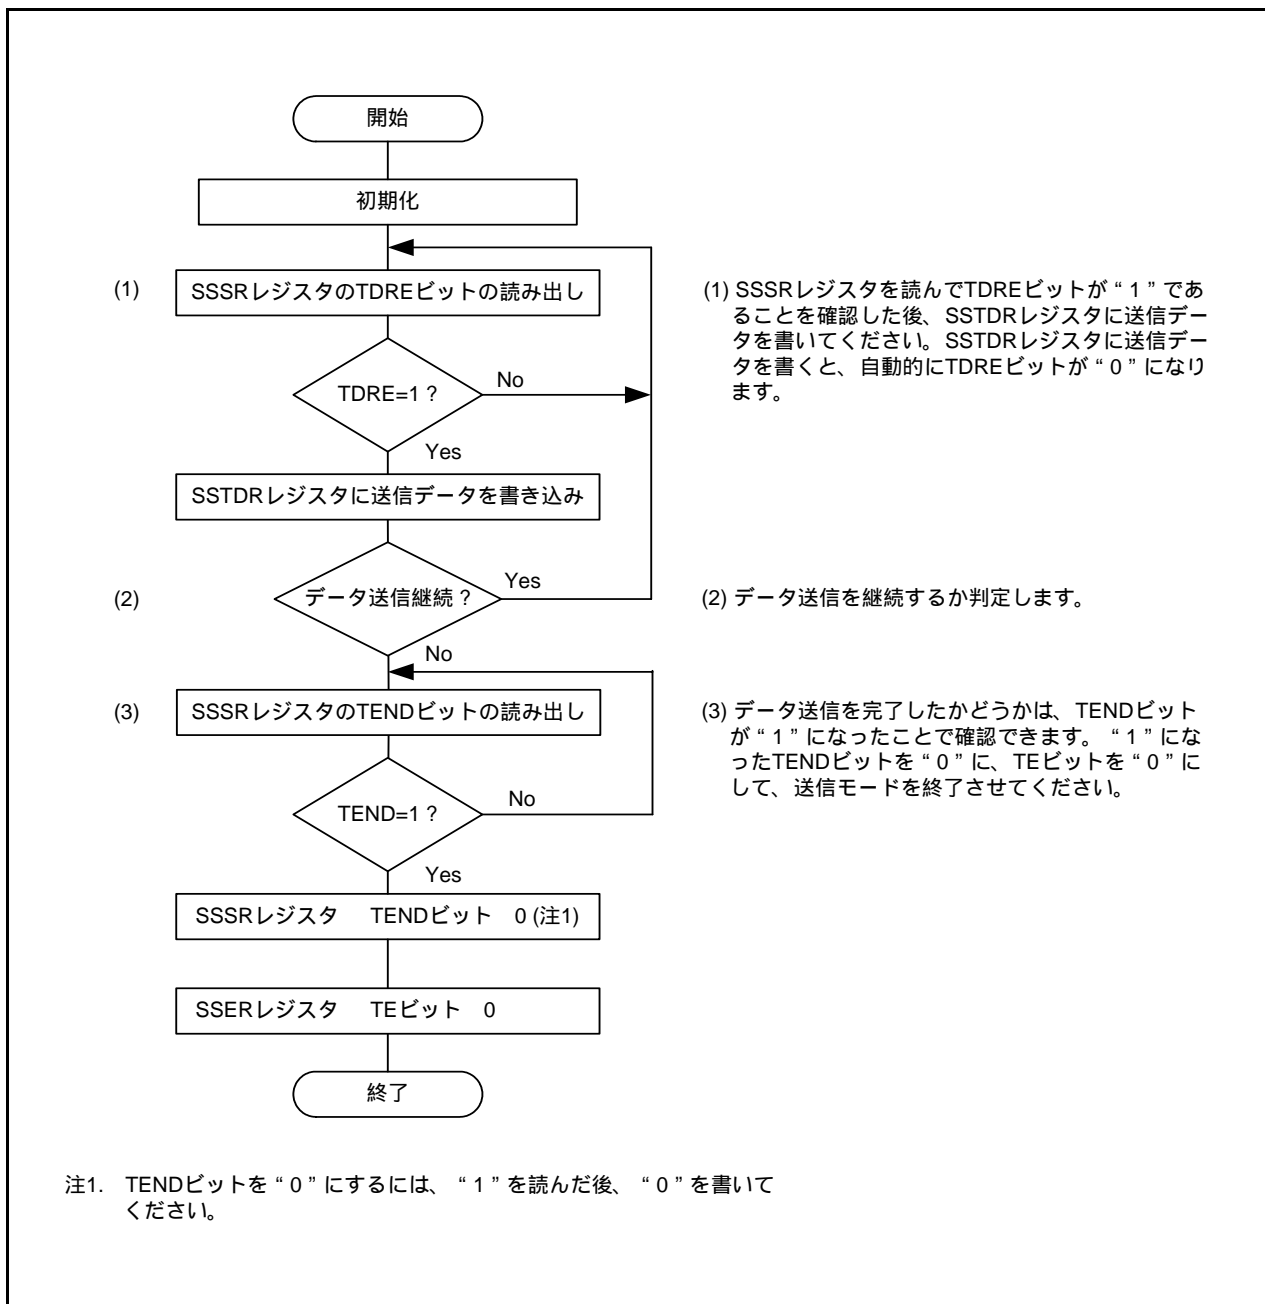 開始
初期化
(1)
SSSRレジスタのTDREビットの読み出し
TDRE=1 ?
No
Yes
SSTDRレジスタに送信データを書き込み
(2)
データ送信継続 ?
Yes
No
(3)
SSSRレジスタのTENDビットの読み出し
TEND=1 ?
No
Yes
SSSRレジスタ TENDビット 0 (注1)
SSERレジスタ TEビット 0
終了
(1) SSSRレジスタを読んでTDREビットが“1”であ
ることを確認した後、SSTDRレジスタに送信デー
タを書いてください。SSTDRレジスタに送信デー
タを書くと、自動的にTDREビットが“0”になり
ます。
(2) データ送信を継続するか判定します。
(3) データ送信を完了したかどうかは、TENDビット
が“1”になったことで確認できます。“1”にな
ったTENDビットを“0”に、TEビットを“0”に
して、送信モードを終了させてください。
注1. TENDビットを“0”にするには、“1”を読んだ後、“0”を書いて
ください。